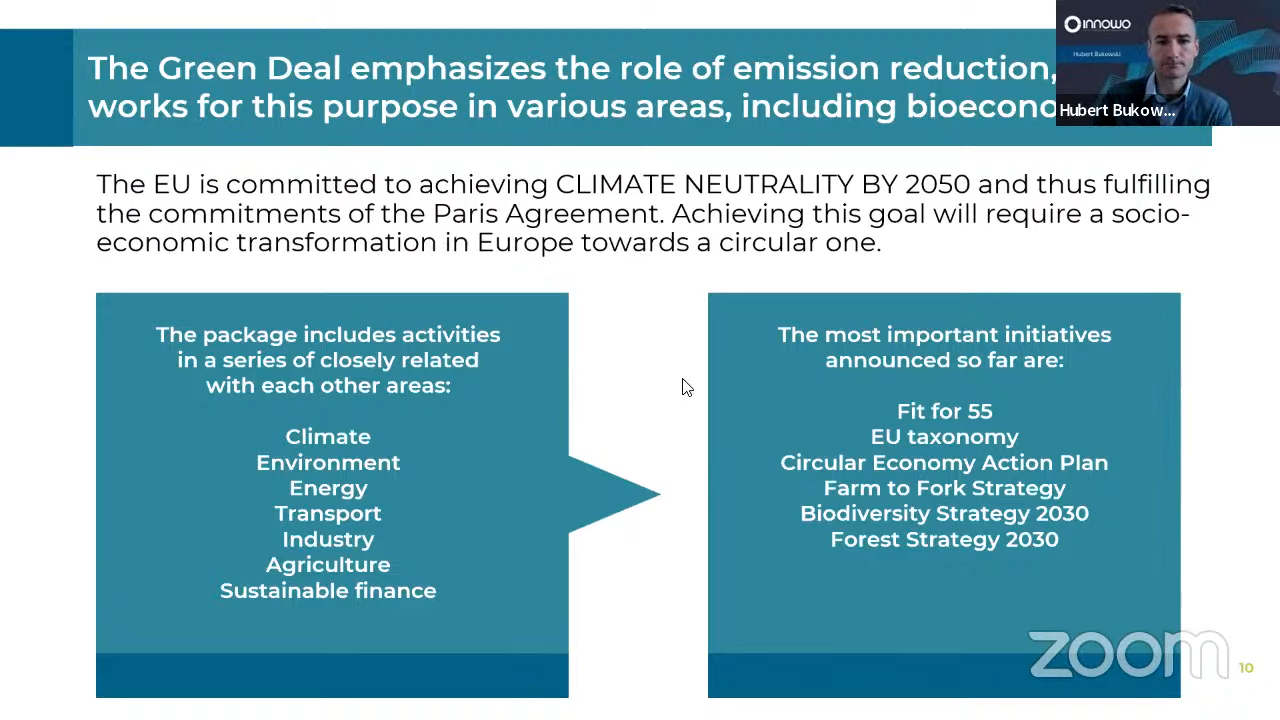 The Green Deal emphasizes the role of emission reduction,
works for this purpose in various areas, including bioecono
innowo
Hubert Bukowski
Hubert Bukow...
The EU is committed to achieving CLIMATE NEUTRALITY BY 2050 and thus fulfilling
the commitments of the Paris Agreement. Achieving this goal will require a socio-
economic transformation in Europe towards a circular one.
The package includes activities
in a series of closely related
with each other areas:
Climate
Environment
Energy
Transport
Industry
Agriculture
Sustainable finance
The most important initiatives
announced so far are:
Fit for 55
EU taxonomy
Circular Economy Action Plan
Farm to Fork Strategy
Biodiversity Strategy 2030
Forest Strategy 2030
zoom
10